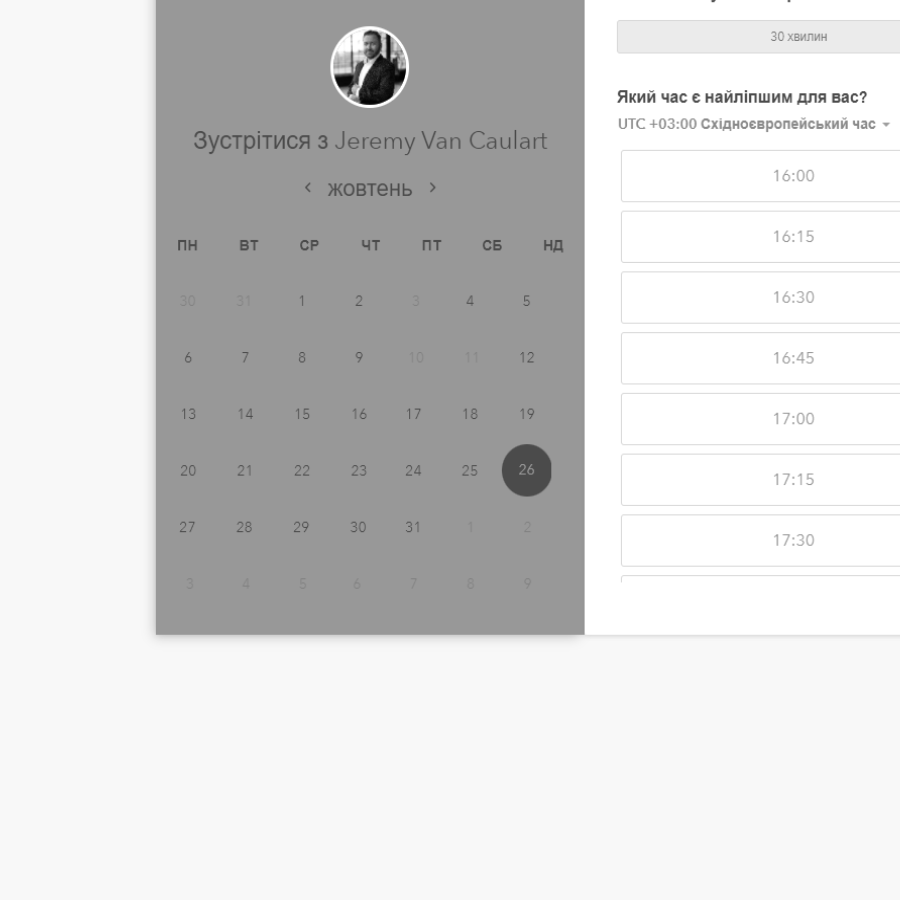 30 хвилин
Який час є найліпшим для вас?
UTC +03:00 Східноєвропейський час
Зустрітися з Jeremy Van Caulart
жовтень
ПН ВТ СР ЧТ ПТ СБ НД
30 31 1 2 3 4 5
6 7 8 9 10 11 12
13 14 15 16 17 18 19
20 21 22 23 24 25 26
27 28 29 30 31 1 2
3 4 5 6 7 8 9
16:00
16:15
16:30
16:45
17:00
17:15
17:30